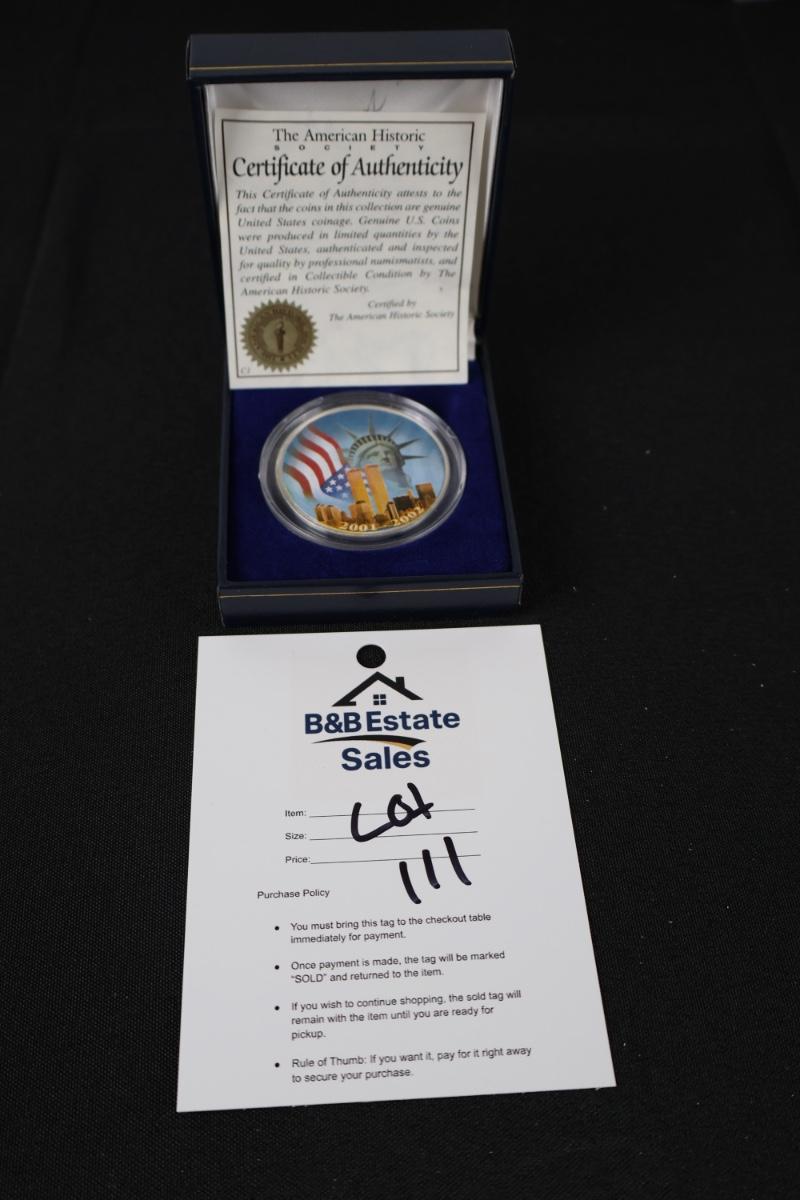 The American Historic
SOCIETY
Certificate of Authenticity
This Certificate of Authenticity attests to the
fact that the coins in this collection are genuine
United States coinage. Genuine U.S. Coins
were produced in limited quantities by the
United States, authenticated and inspected
for quality by professional numismatists, and
certified in Collectible Condition by The
American Historic Society.
Certified by
The American Historic Society
C1
2001 - 2002
B&B Estate
Sales
Item: Lot
Size:
Price: 111
Purchase Policy
• You must bring this tag to the checkout table
immediately for payment.
• Once payment is made, the tag will be marked
"SOLD" and returned to the item.
• If you wish to continue shopping, the sold tag will
remain with the item until you are ready for
pickup.
• Rule of Thumb: If you want it, pay for it right away
to secure your purchase.